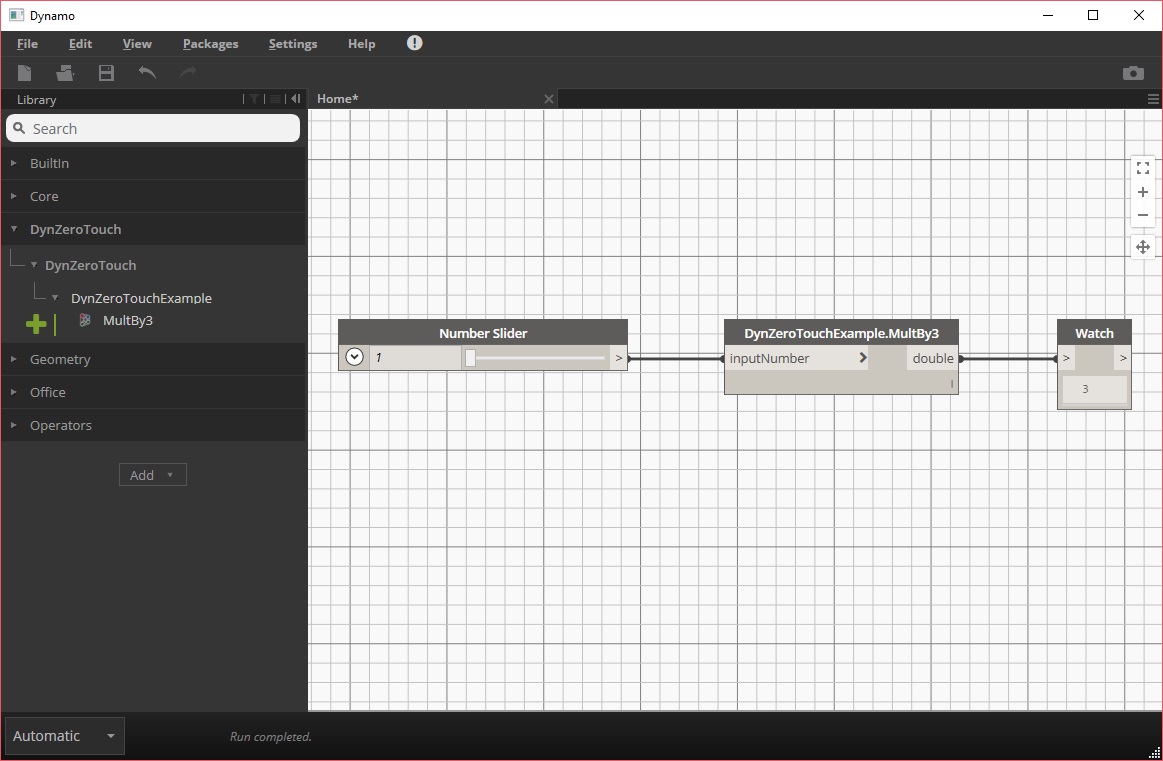 Dynamo
File Edit View Packages Settings Help !
Library
Home*
Search
BuiltIn
Core
DynZeroTouch
DynZeroTouch
DynZeroTouchExample
MultBy3
Geometry
Office
Operators
Add
Number Slider
1 >
DynZeroTouchExample.MultBy3
inputNumber double
l
Watch
> >
3
Automatic
Run completed.